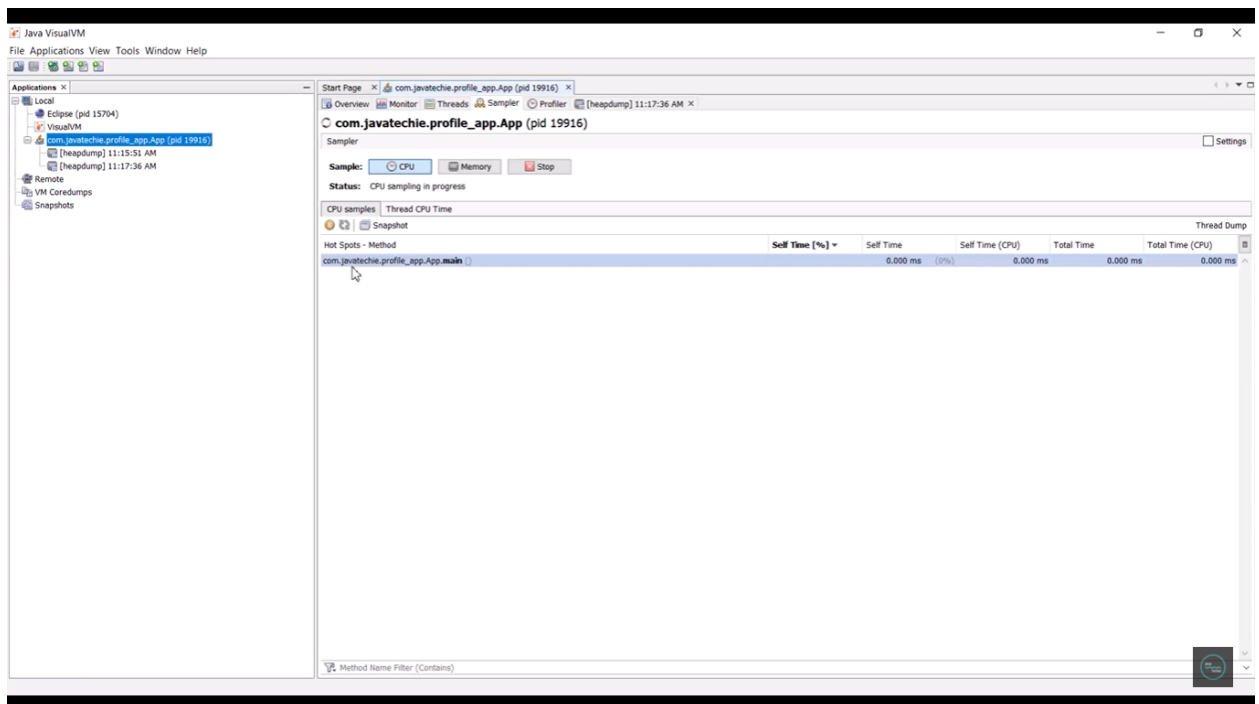 Java VisualVM
File Applications View Tools Window Help
Applications
Local
Eclipse (pid 15704)
VisualVM
com.javatechie.profile_app.App (pid 19916)
[heapdump] 11:15:51 AM
[heapdump] 11:17:36 AM
Remote
VM Coredumps
Snapshots
Start Page com.javatechie.profile_app.App (pid 19916)
Overview Monitor Threads Sampler Profiler [heapdump] 11:17:36 AM
com.javatechie.profile_app.App (pid 19916)
Sampler Settings
Sample: CPU Memory Stop
Status: CPU sampling in progress
CPU samples Thread CPU Time
Snapshot Thread Dump
Hot Spots - Method Self Time [%] Self Time Self Time (CPU) Total Time Total Time (CPU)
com.javatechie.profile_app.App.main () 0.000 ms (0%) 0.000 ms 0.000 ms 0.000 ms
Method Name Filter (Contains)